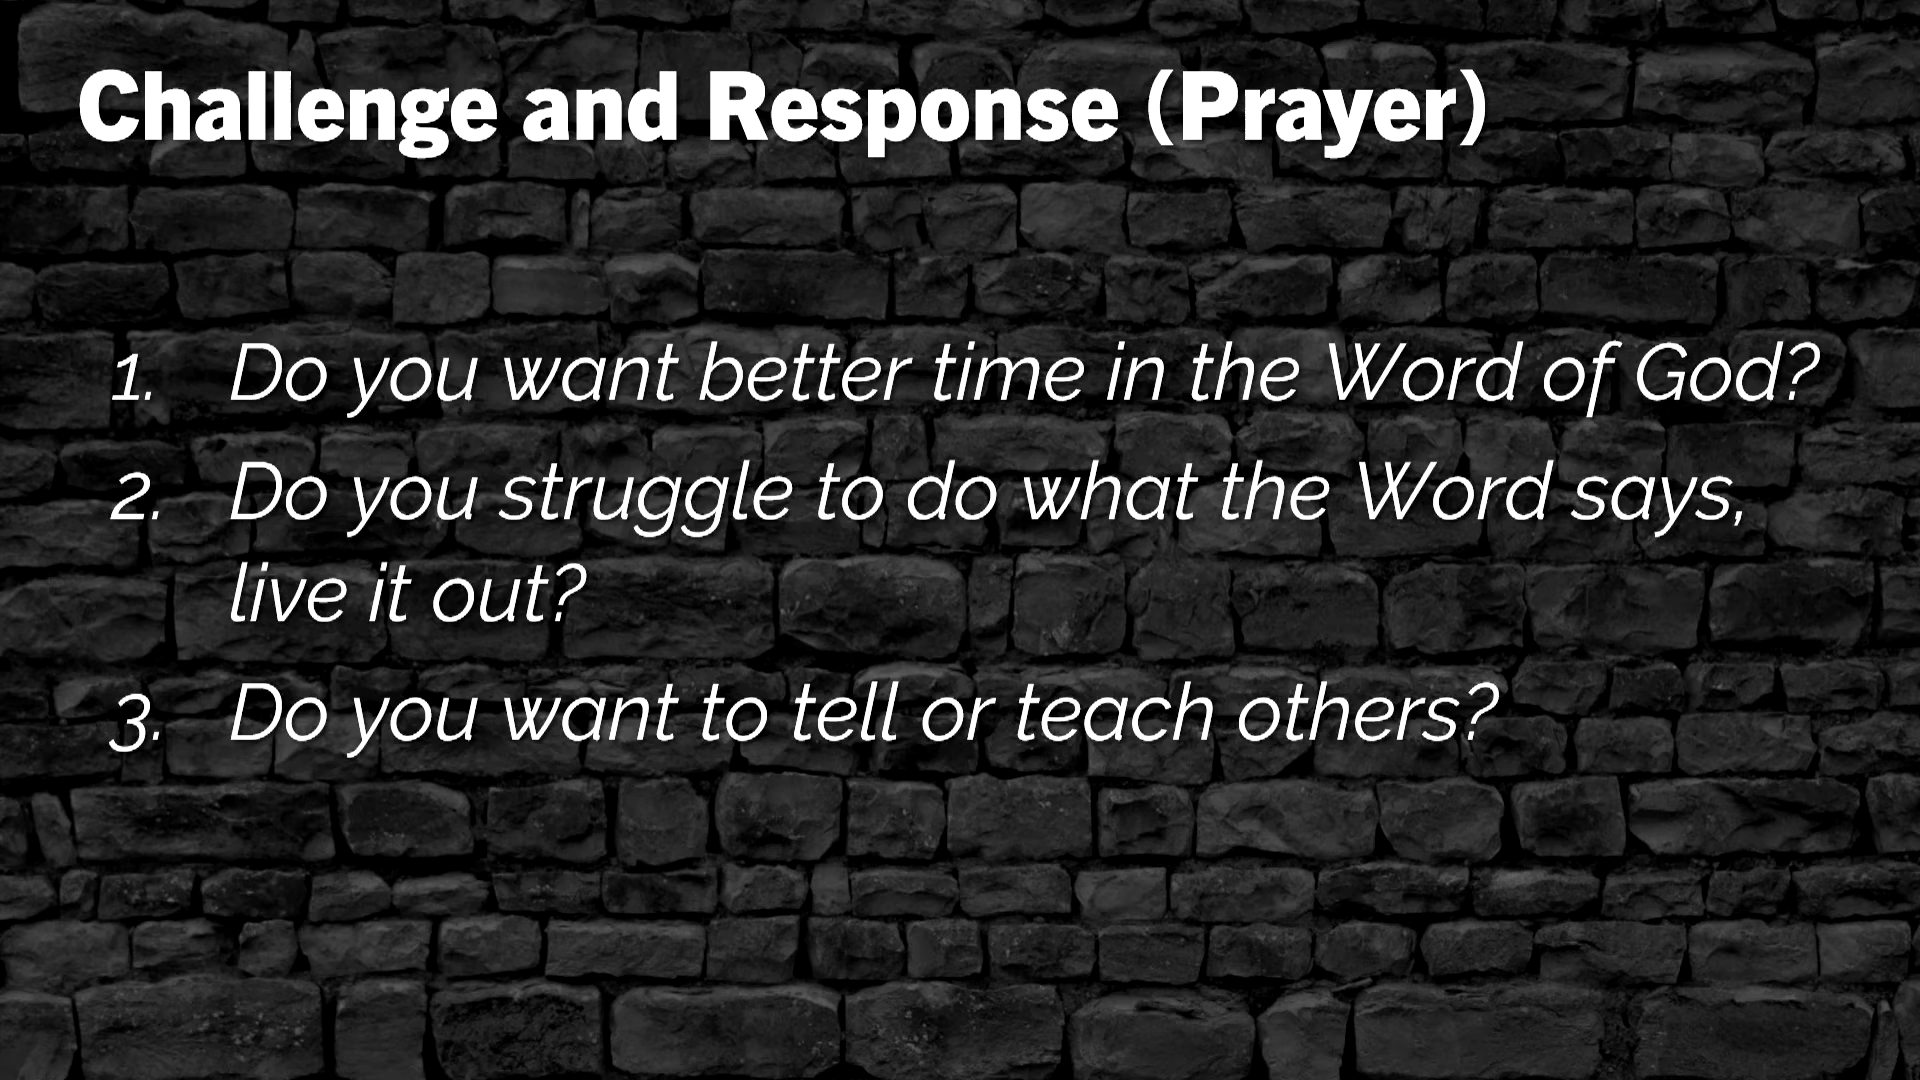 Challenge and Response (Prayer)
1. Do you want better time in the Word of God?
2. Do you struggle to do what the Word says,
live it out?
3. Do you want to tell or teach others?